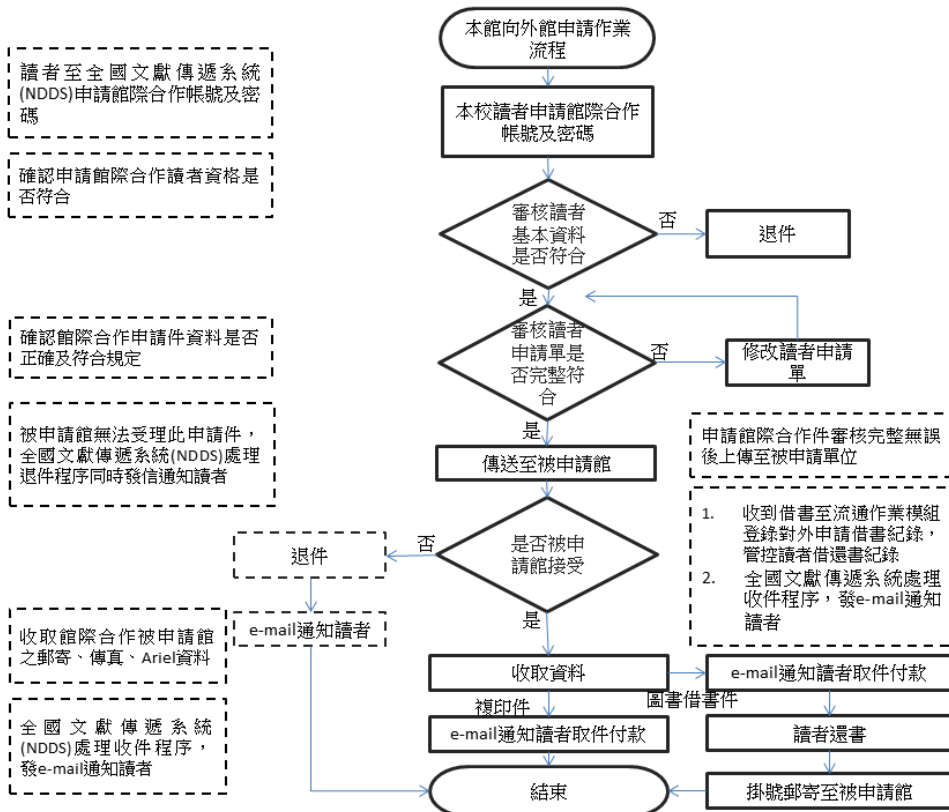 本館向外館申請作業
流程
讀者至全國文獻傳遞系統
(NDDS)申請館際合作帳號及密
碼
本校讀者申請館際合作
帳號及密碼
確認申請館際合作讀者資格是
否符合
審核讀者
基本資料
是否符合
否
退件
是
確認館際合作申請件資料是否
正確及符合規定
審核讀者
申請單是
否完整符
合
否
修改讀者申請
單
是
被申請館無法受理此申請件，
全國文獻傳遞系統(NDDS)處理
退件程序同時發信通知讀者
傳送至被申請館
申請館際合作件審核完整無誤
後上傳至被申請單位
是否被申
請館接受
否
退件
e-mail通知讀者
是
1. 收到借書至流通作業模組
登錄對外申請借書紀錄，
管控讀者借還書紀錄
2. 全國文獻傳遞系統處理
收件程序，發e-mail通知
讀者
收取館際合作被申請館
之郵寄、傳真、Ariel資料
收取資料
圖書借書件
e-mail通知讀者取件付款
複印件
e-mail通知讀者取件付款
讀者還書
全國文獻傳遞系統
(NDDS)處理收件程序，
發e-mail通知讀者
結束
掛號郵寄至被申請館